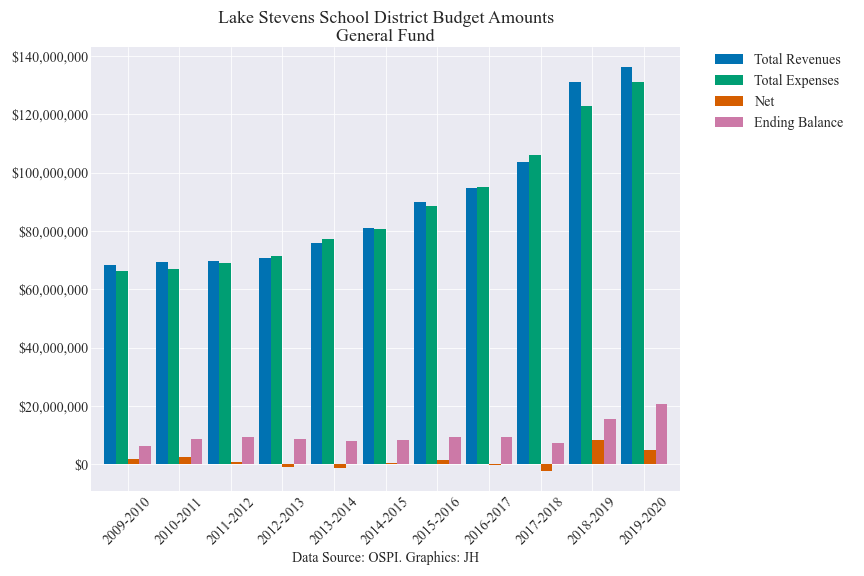 Lake Stevens School District Budget Amounts
General Fund
$140,000,000
$120,000,000
$100,000,000
$80,000,000
$60,000,000
$40,000,000
$20,000,000
$0
2009-2010
2010-2011
2011-2012
2012-2013
2013-2014
2014-2015
2015-2016
2016-2017
2017-2018
2018-2019
2019-2020
Data Source: OSPI. Graphics: JH
Total Revenues
Total Expenses
Net
Ending Balance